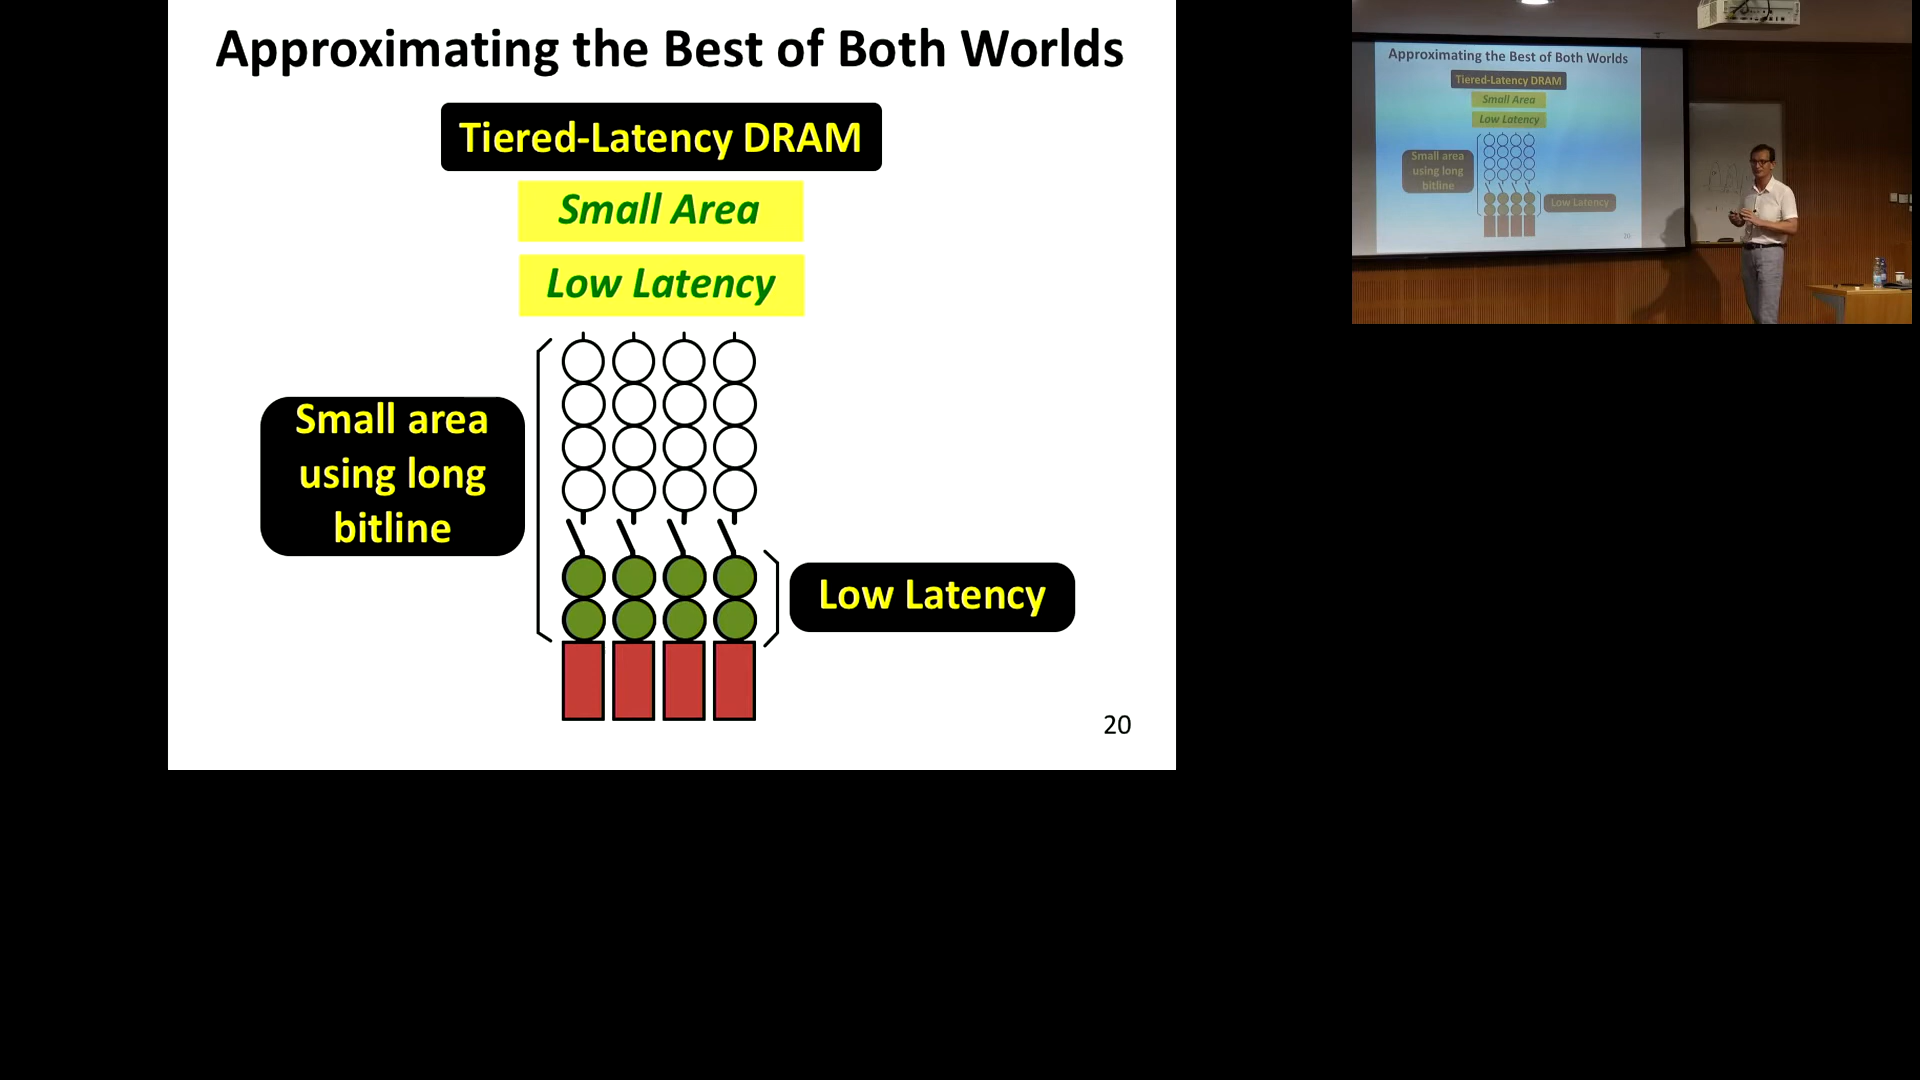 Approximating the Best of Both Worlds
Tiered-Latency DRAM
Small Area
Low Latency
Small area
using long
bitline
Low Latency
20
Approximating the Best of Both Worlds
Tiered-Latency DRAM
Small Area
Low Latency
Small area
using long
bitline
Low Latency
20